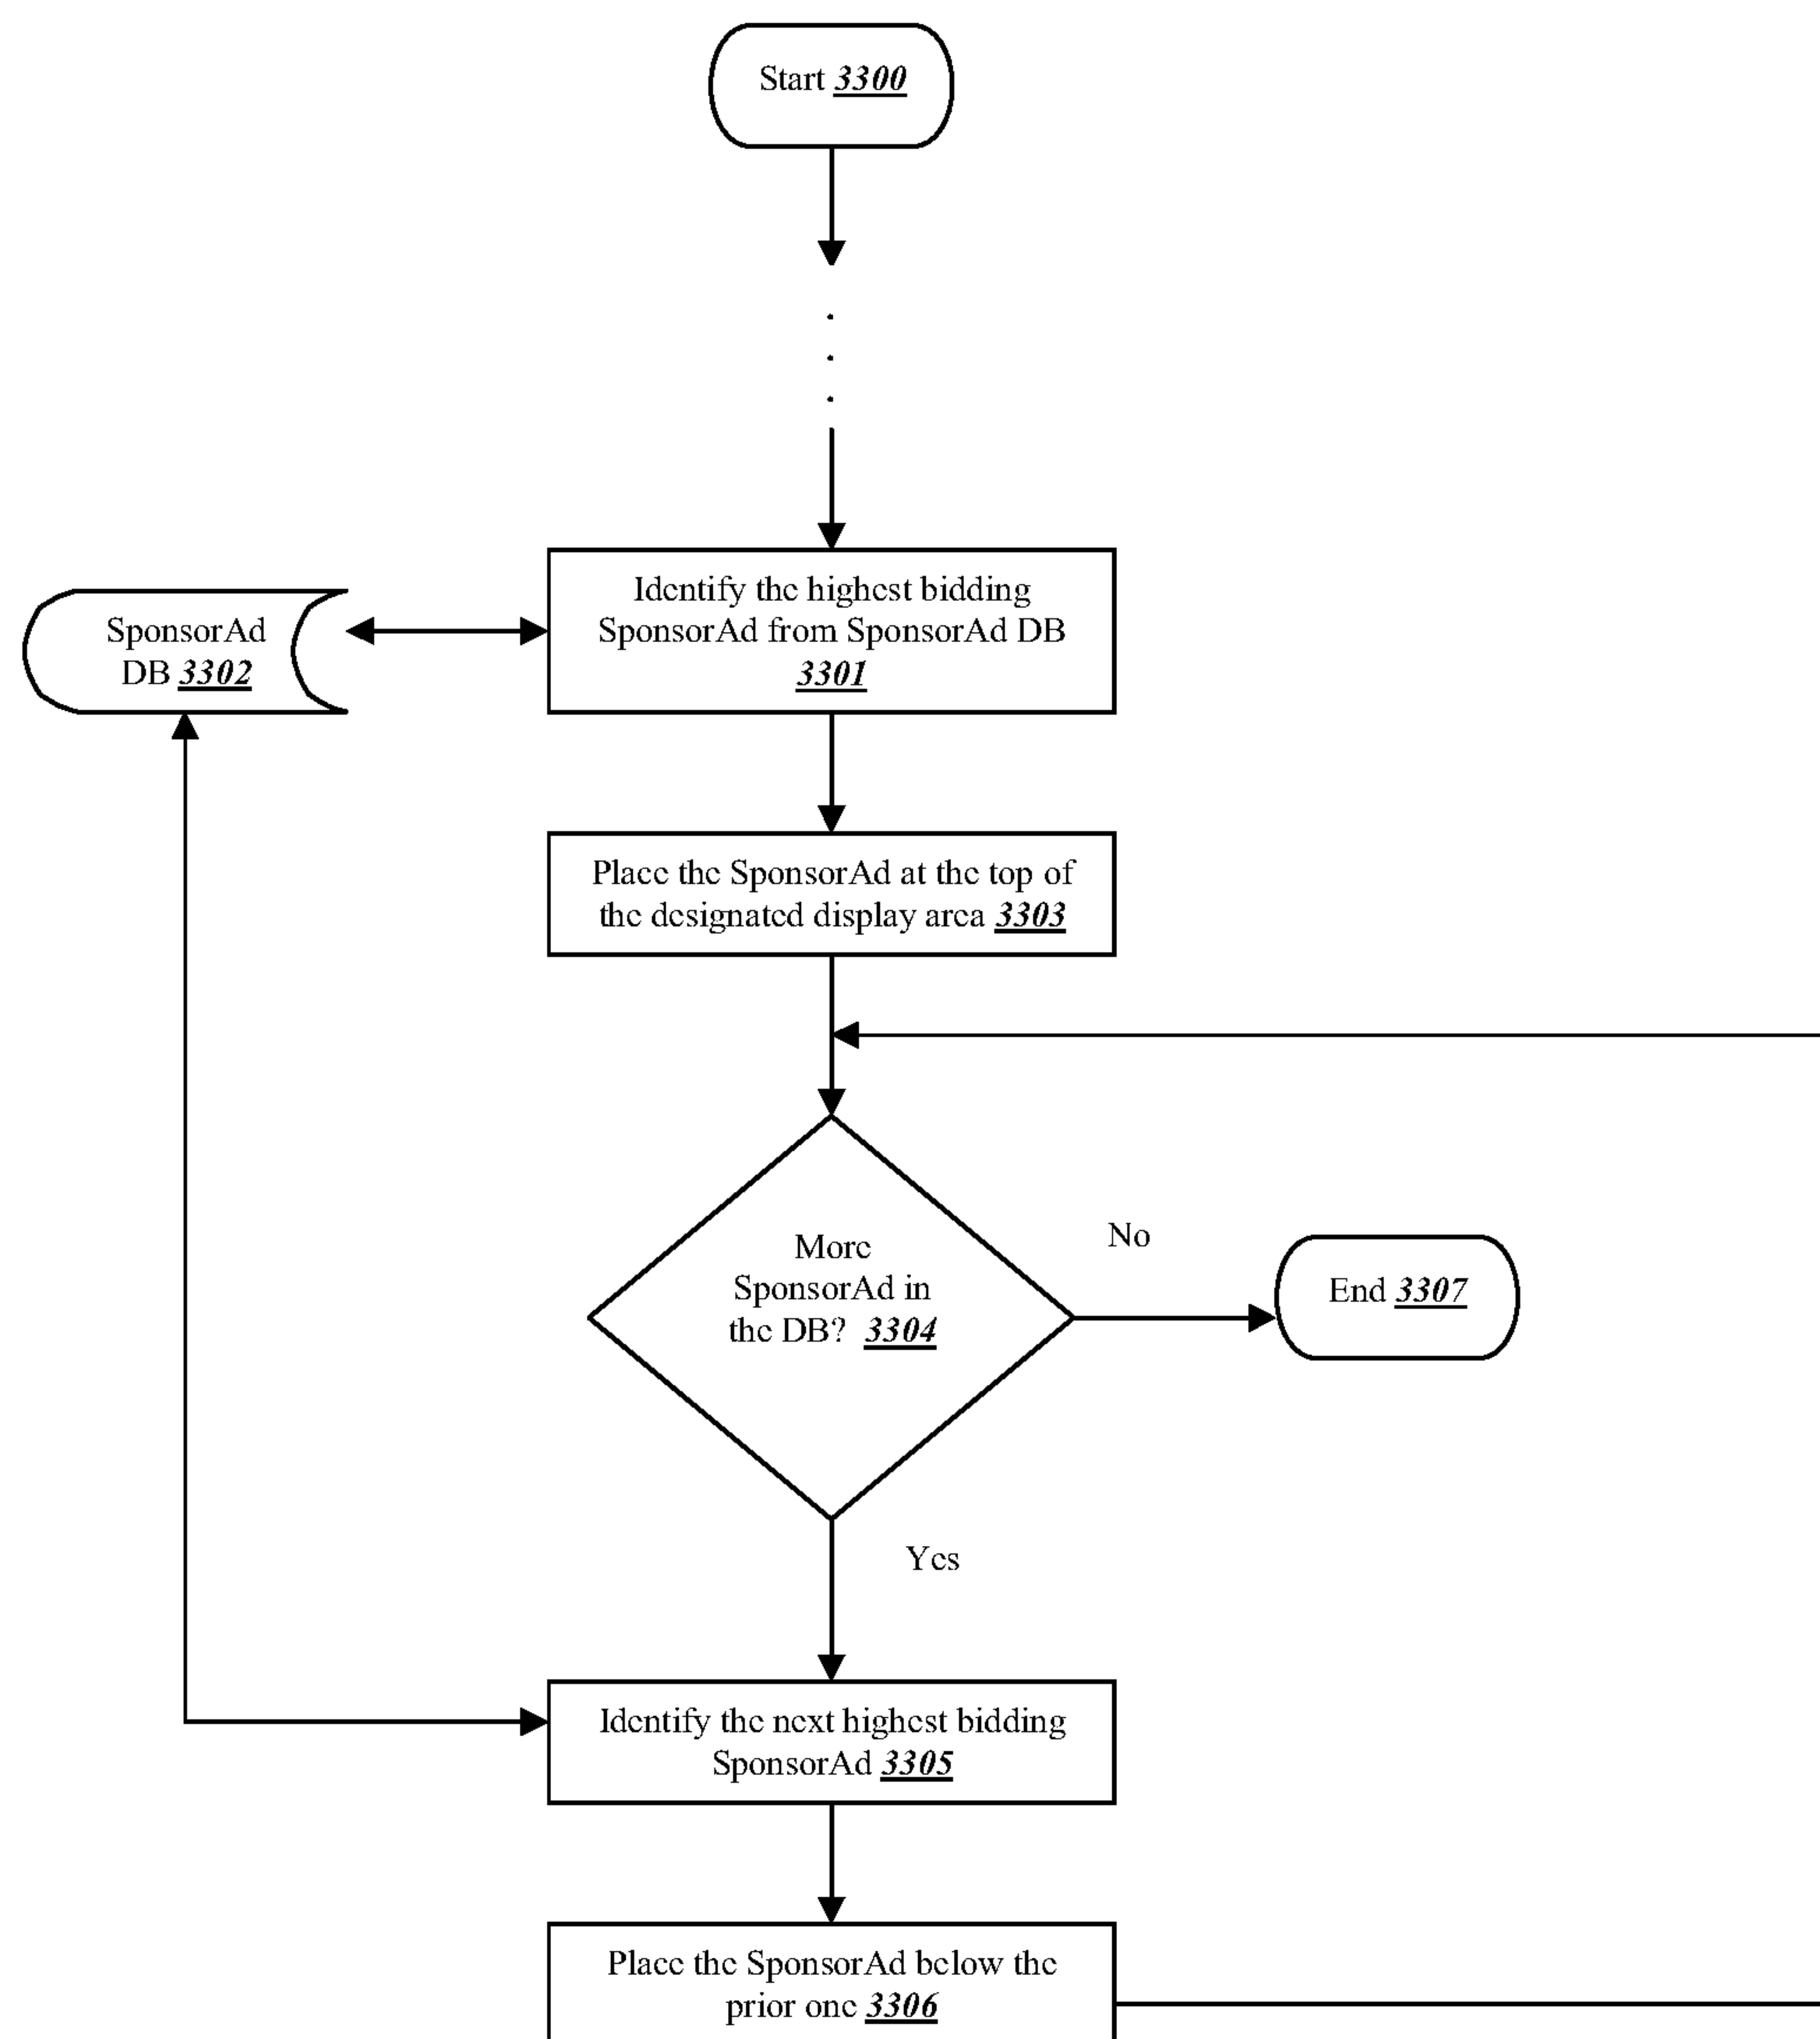 Start 3300
Identify the highest bidding
SponsorAd from SponsorAd DB
3301
SponsorAd
DB 3302
Place the SponsorAd at the top of
the designated display area 3303
More
SponsorAd in
the DB? 3304
No
End 3307
Yes
Identify the next highest bidding
SponsorAd 3305
Place the SponsorAd below the
prior one 3306